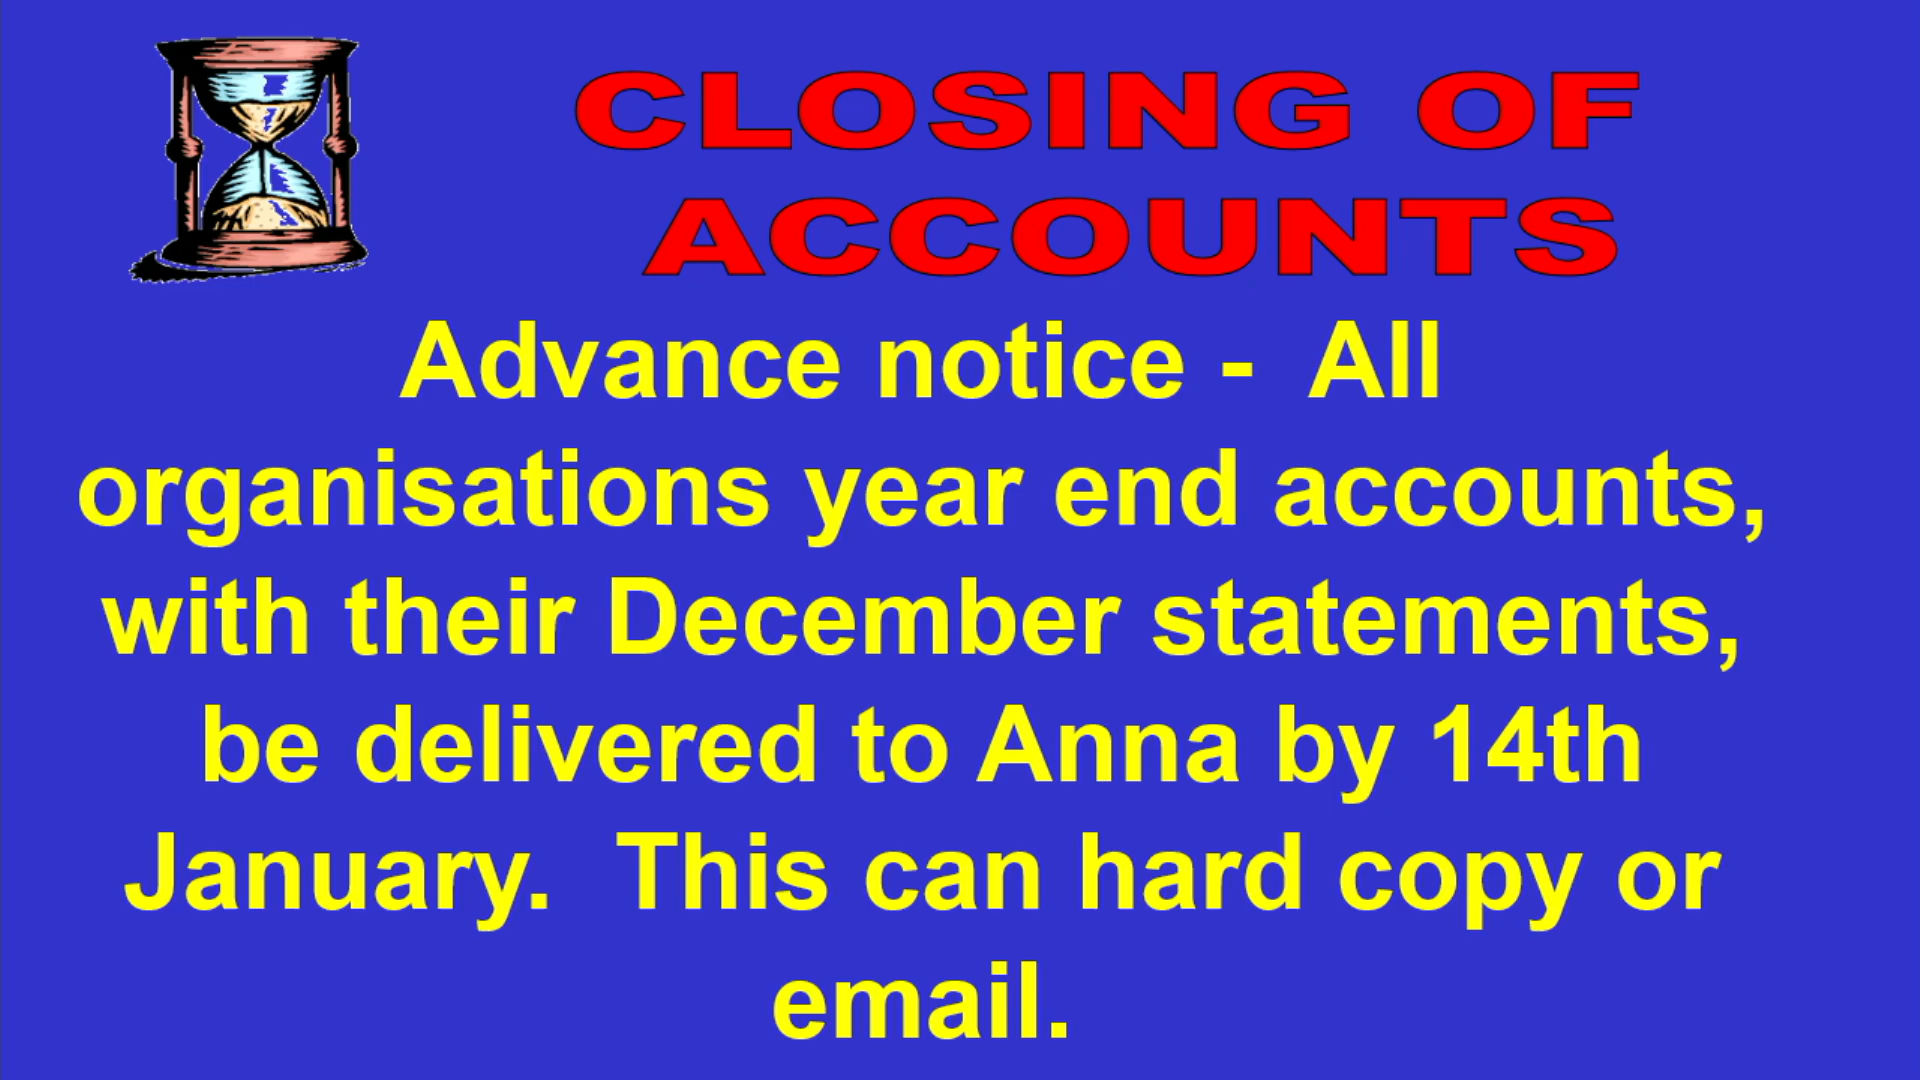 CLOSING OF
ACCOUNTS
Advance notice -  All
organisations year end accounts,
with their December statements,
be delivered to Anna by 14th
January.  This can hard copy or
email.